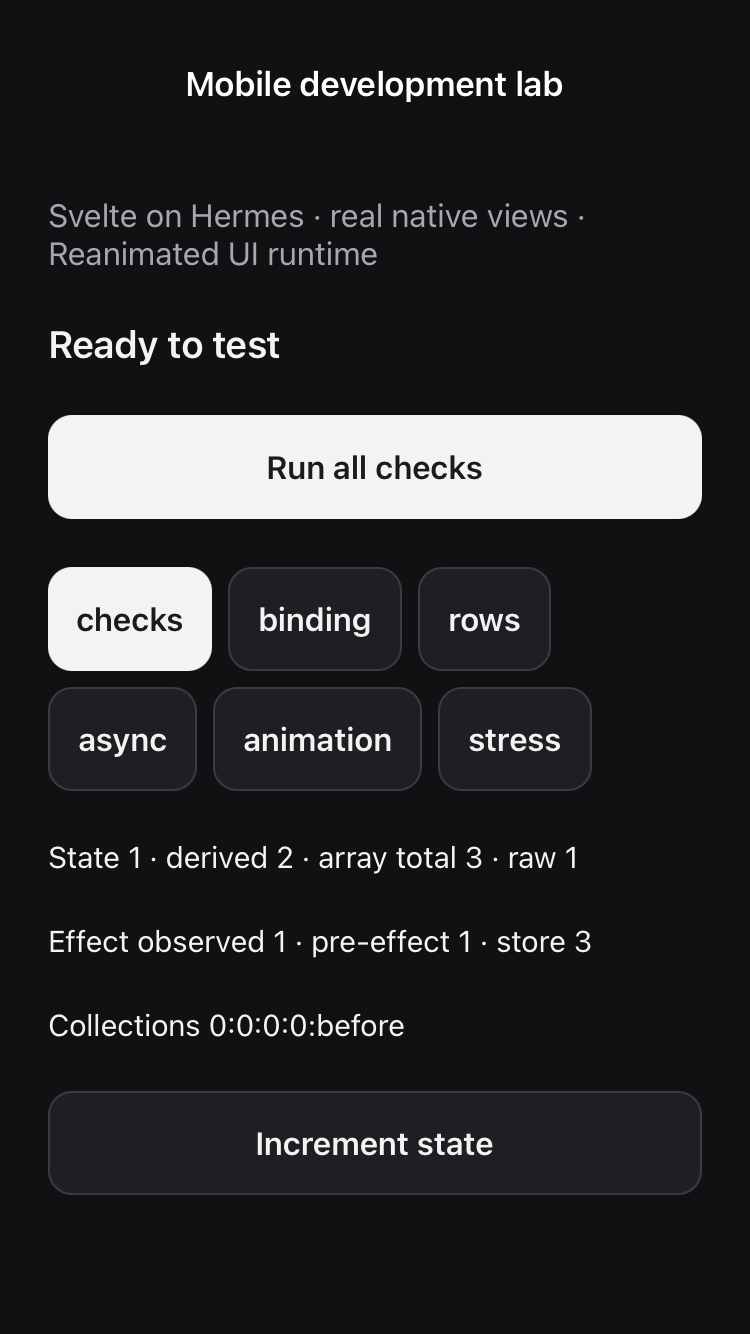 Mobile development lab
Svelte on Hermes · real native views ·
Reanimated UI runtime
Ready to test
Run all checks
checks
binding
rows
async
animation
stress
State 1 · derived 2 · array total 3 · raw 1
Effect observed 1 · pre-effect 1 · store 3
Collections 0:0:0:0:before
Increment state